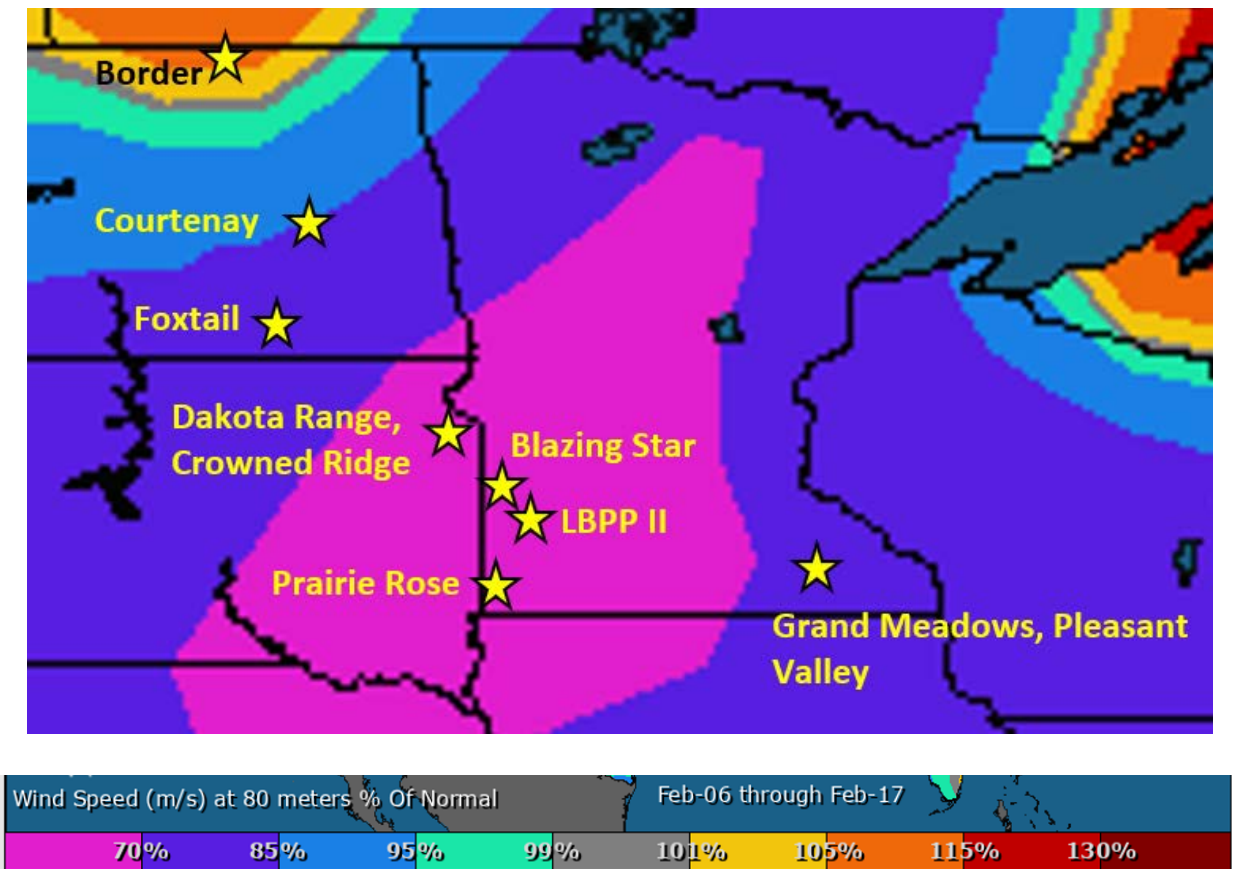 Border
Courtenay
Foxtail
Dakota Range,
Crowned Ridge
Blazing Star
LBPP II
Prairie Rose
Grand Meadows, Pleasant
Valley
Wind Speed (m/s) at 80 meters % Of Normal
Feb-06 through Feb-17
70% 85% 95% 99% 101% 105% 115% 130%